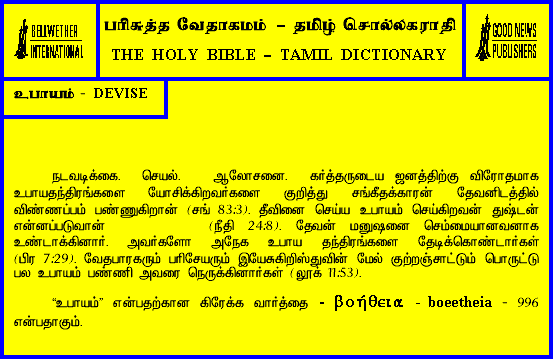 BELLWETHER
INTERNATIONAL
பரிசுத்த வேதாகமம் - தமிழ் சொல்லகராதி
THE HOLY BIBLE - TAMIL DICTIONARY
GOOD NEWS
PUBLISHERS
உபாயம் - DEVISE
நடவடிக்கை. செயல். ஆலோசனை. கர்த்தருடைய ஜனத்திற்கு விரோதமாக
உபாயதந்திரங்களை யோசிக்கிறவர்களை குறித்து சங்கீதக்காரன் தேவனிடத்தில்
விண்ணப்பம் பண்ணுகிறான் (சங் 83:3). தீவினை செய்ய உபாயம் செய்கிறவன் துஷ்டன்
என்னப்படுவான் (நீதி 24:8). தேவன் மனுஷனை செம்மையானவனாக
உண்டாக்கினார். அவர்களோ அநேக உபாய தந்திரங்களை தேடிக்கொண்டார்கள்
(பிர 7:29). வேதபாரகரும் பரிசேயரும் இயேசுகிறிஸ்துவின் மேல் குற்றஞ்சாட்டும் பொருட்டு
பல உபாயம் பண்ணி அவரை நெருக்கினார்கள் (லூக் 11:53).
“உபாயம்” என்பதற்கான கிரேக்க வார்த்தை - βοήθεια - boeetheia - 996
என்பதாகும்.